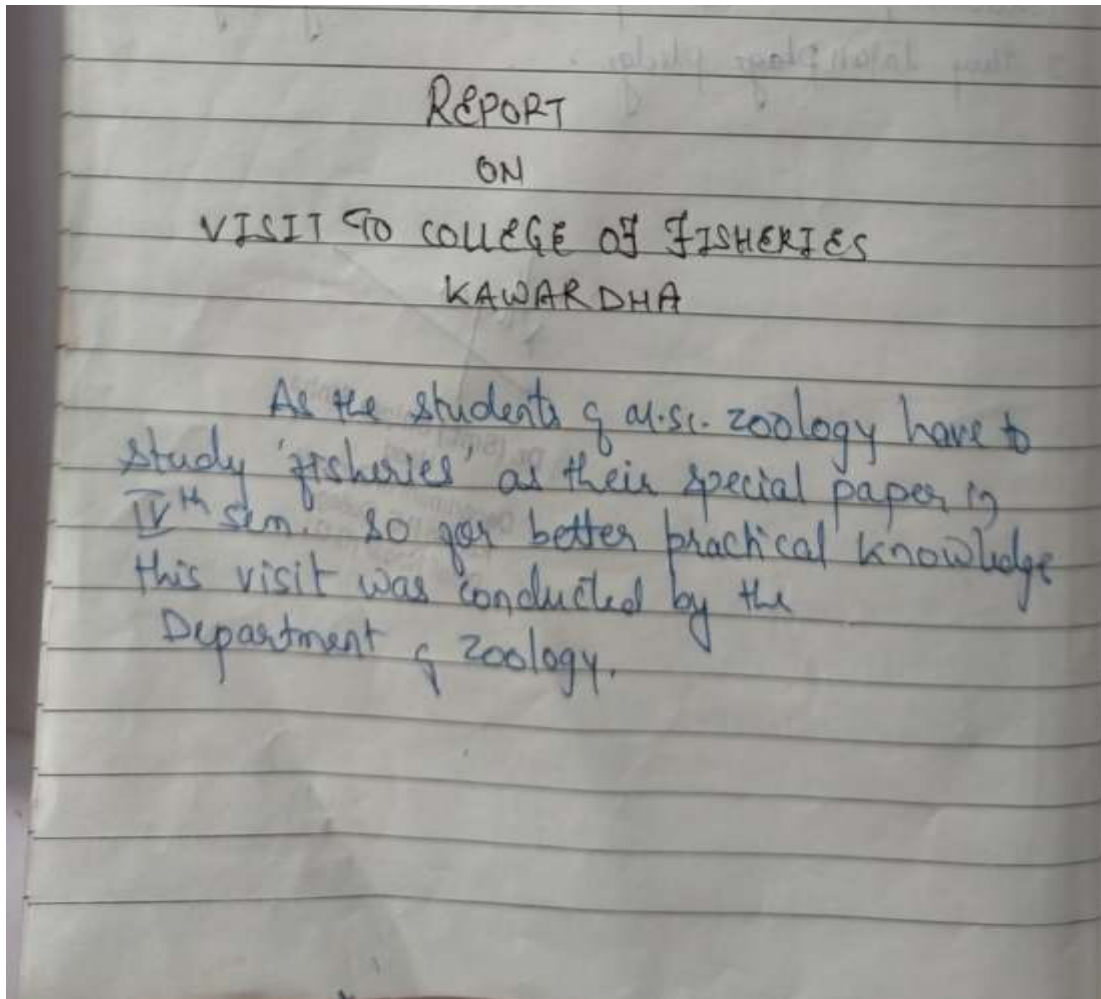 REPORT
ON
VISIT TO COLLEGE OF FISHERIES
KAWARDHA
As the students of M.Sc. Zoology have to
study 'fisheries' as their special paper in
IVth sem. so for better practical knowledge
this visit was conducted by the
Department of Zoology.